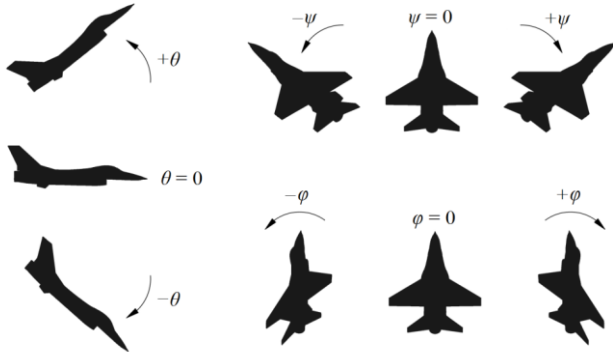 +θ
θ = 0
−θ
−ψ
ψ = 0
+ψ
−φ
φ = 0
+φ